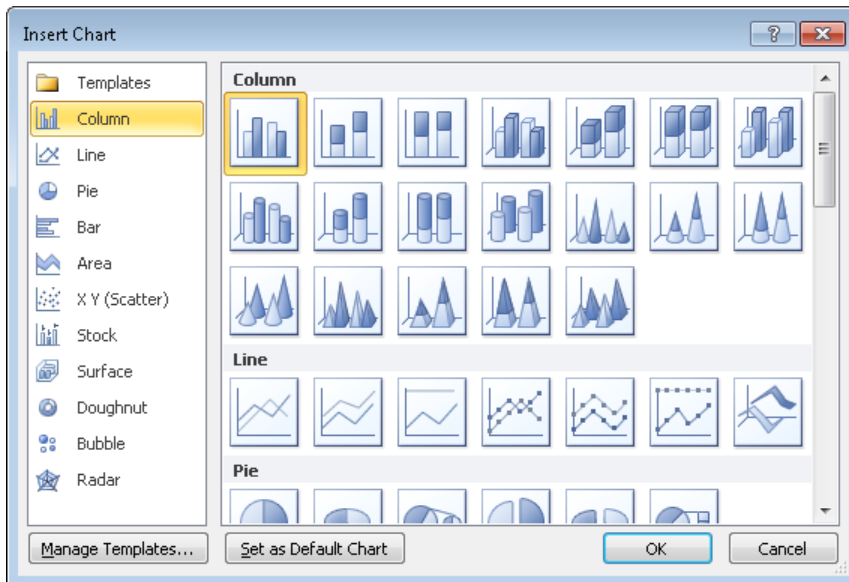 Insert Chart
Templates
Column
Line
Pie
Bar
Area
X Y (Scatter)
Stock
Surface
Doughnut
Bubble
Radar
Column
Line
Pie
Manage Templates...
Set as Default Chart
OK
Cancel